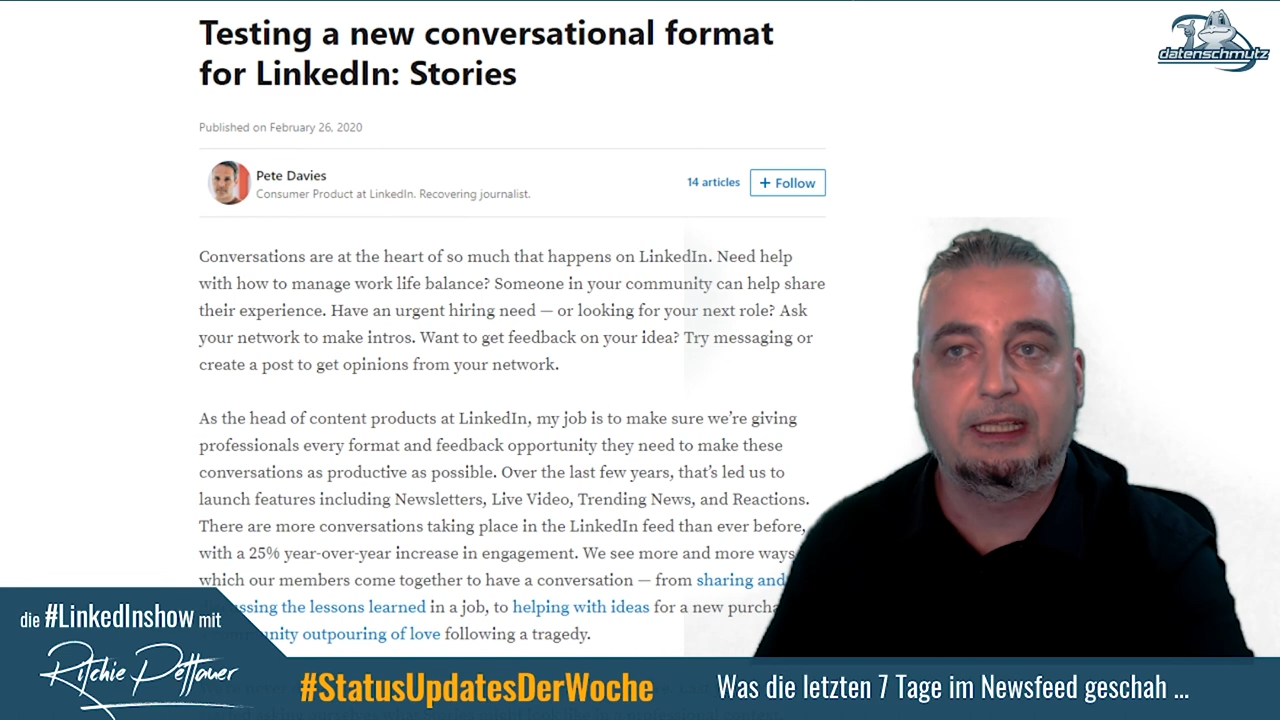 Testing a new conversational format
for LinkedIn: Stories
datenschmutz
Published on February 26, 2020
Pete Davies
Consumer Product at LinkedIn. Recovering journalist.
14 articles
+ Follow
Conversations are at the heart of so much that happens on LinkedIn. Need help
with how to manage work life balance? Someone in your community can help share
their experience. Have an urgent hiring need — or looking for your next role? Ask
your network to make intros. Want to get feedback on your idea? Try messaging or
create a post to get opinions from your network.
As the head of content products at LinkedIn, my job is to make sure we're giving
professionals every format and feedback opportunity they need to make these
conversations as productive as possible. Over the last few years, that's led us to
launch features including Newsletters, Live Video, Trending News, and Reactions.
There are more conversations taking place in the LinkedIn feed than ever before,
with a 25% year-over-year increase in engagement. We see more and more ways
which our members come together to have a conversation — from sharing and
the lessons learned in a job, to helping with ideas for a new
outpouring of love following a tragedy.
die #LinkedInshow mit
Ritchie Pettauer
#StatusUpdatesDerWoche
Was die letzten 7 Tage im Newsfeed geschah ...